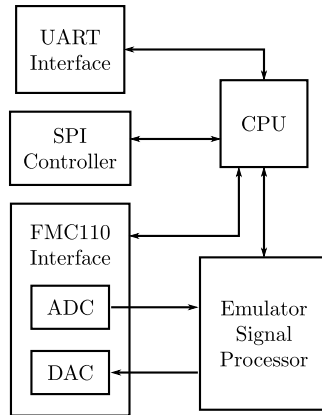 UART
Interface
CPU
SPI
Controller
FMC110
Interface
ADC
DAC
Emulator
Signal
Processor